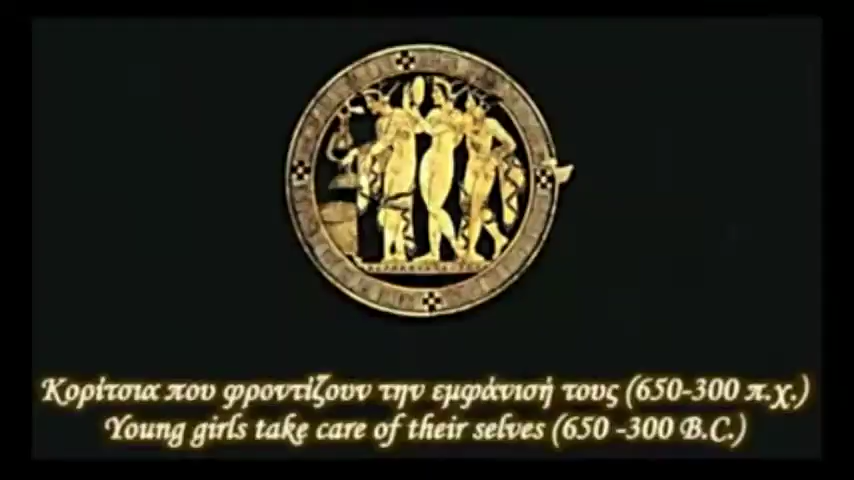 Κορίτσια που φροντίζουν την εμφάνισή τους (650-300 π.χ.)
Young girls take care of their selves (650 -300 B.C.)